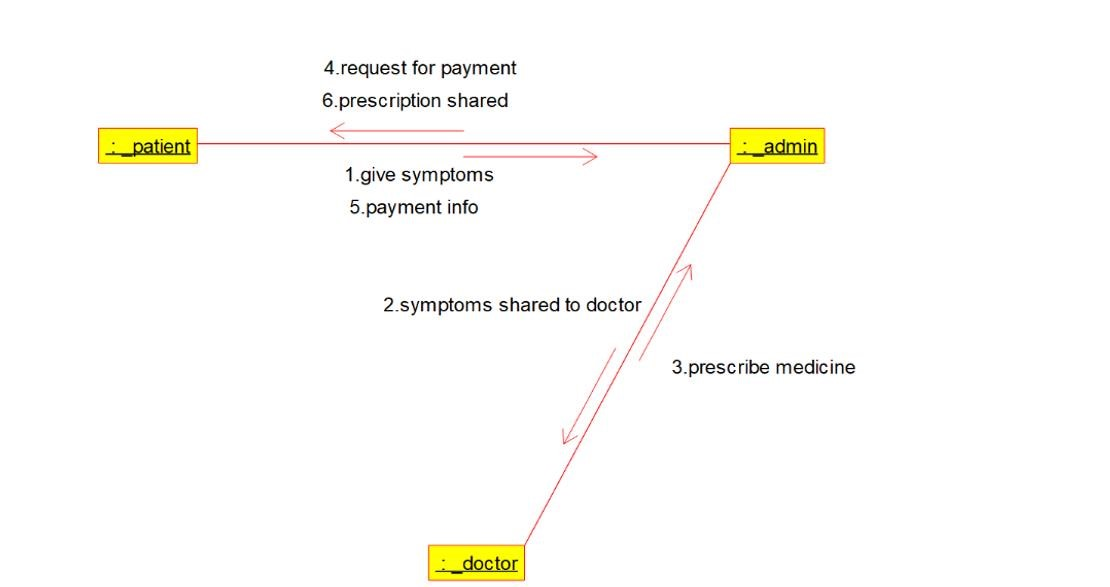 4.request for payment
6.prescription shared
: _patient
: _admin
1.give symptoms
5.payment info
2.symptoms shared to doctor
3.prescribe medicine
: _doctor